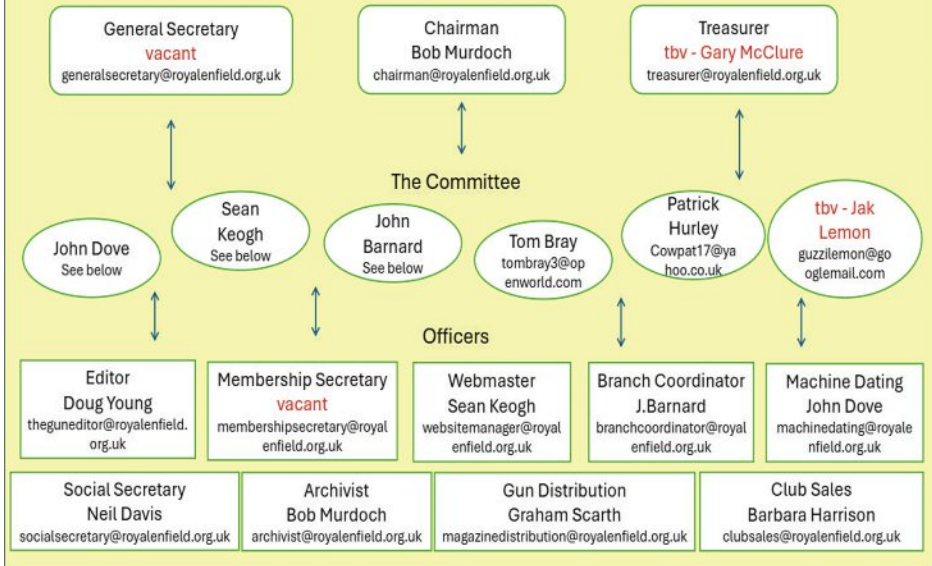 General Secretary
vacant
generalsecretary@royalenfield.org.uk
Chairman
Bob Murdoch
chairman@royalenfield.org.uk
Treasurer
tbv - Gary McClure
treasurer@royalenfield.org.uk
The Committee
John Dove
See below
Sean
Keogh
See below
John
Barnard
See below
Tom Bray
tombray3@op
enworld.com
Patrick
Hurley
Cowpat17@ya
hoo.co.uk
tbv - Jak
Lemon
guzzilemon@go
oglemail.com
Officers
Editor
Doug Young
theguneditor@royalenfield.
org.uk
Membership Secretary
vacant
membershipsecretary@royal
enfield.org.uk
Webmaster
Sean Keogh
websitemanager@royal
enfield.org.uk
Branch Coordinator
J.Barnard
branchcoordinator@royal
enfield.org.uk
Machine Dating
John Dove
machinedating@royale
nfield.org.uk
Social Secretary
Neil Davis
socialsecretary@royalenfield.org.uk
Archivist
Bob Murdoch
archivist@royalenfield.org.uk
Gun Distribution
Graham Scarth
magazinedistribution@royalenfield.org.uk
Club Sales
Barbara Harrison
clubsales@royalenfield.org.uk